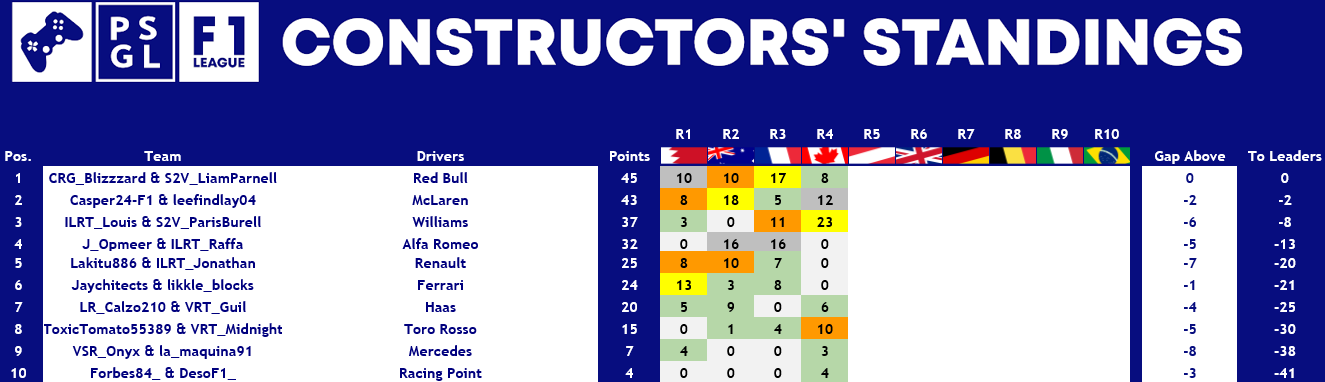 PS GL F1 LEAGUE CONSTRUCTORS' STANDINGS
R1 R2 R3 R4 R5 R6 R7 R8 R9 R10
Pos. Team Drivers Points Gap Above To Leaders
1 CRG_Blizzzard & S2V_LiamParnell Red Bull 45 10 10 17 8 0 0
2 Casper24-F1 & leefindlay04 McLaren 43 8 18 5 12 -2 -2
3 ILRT_Louis & S2V_ParisBurell Williams 37 3 0 11 23 -6 -8
4 J_Opmeer & ILRT_Raffa Alfa Romeo 32 0 16 16 0 -5 -13
5 Lakitu886 & ILRT_Jonathan Renault 25 8 10 7 0 -7 -20
6 Jaychitects & likkle_blocks Ferrari 24 13 3 8 0 -1 -21
7 LR_Calzo210 & VRT_Guil Haas 20 5 9 0 6 -4 -25
8 ToxicTomato55389 & VRT_Midnight Toro Rosso 15 0 1 4 10 -5 -30
9 VSR_Onyx & la_maquina91 Mercedes 7 4 0 0 3 -8 -38
10 Forbes84_ & DesoF1_ Racing Point 4 0 0 0 4 -3 -41